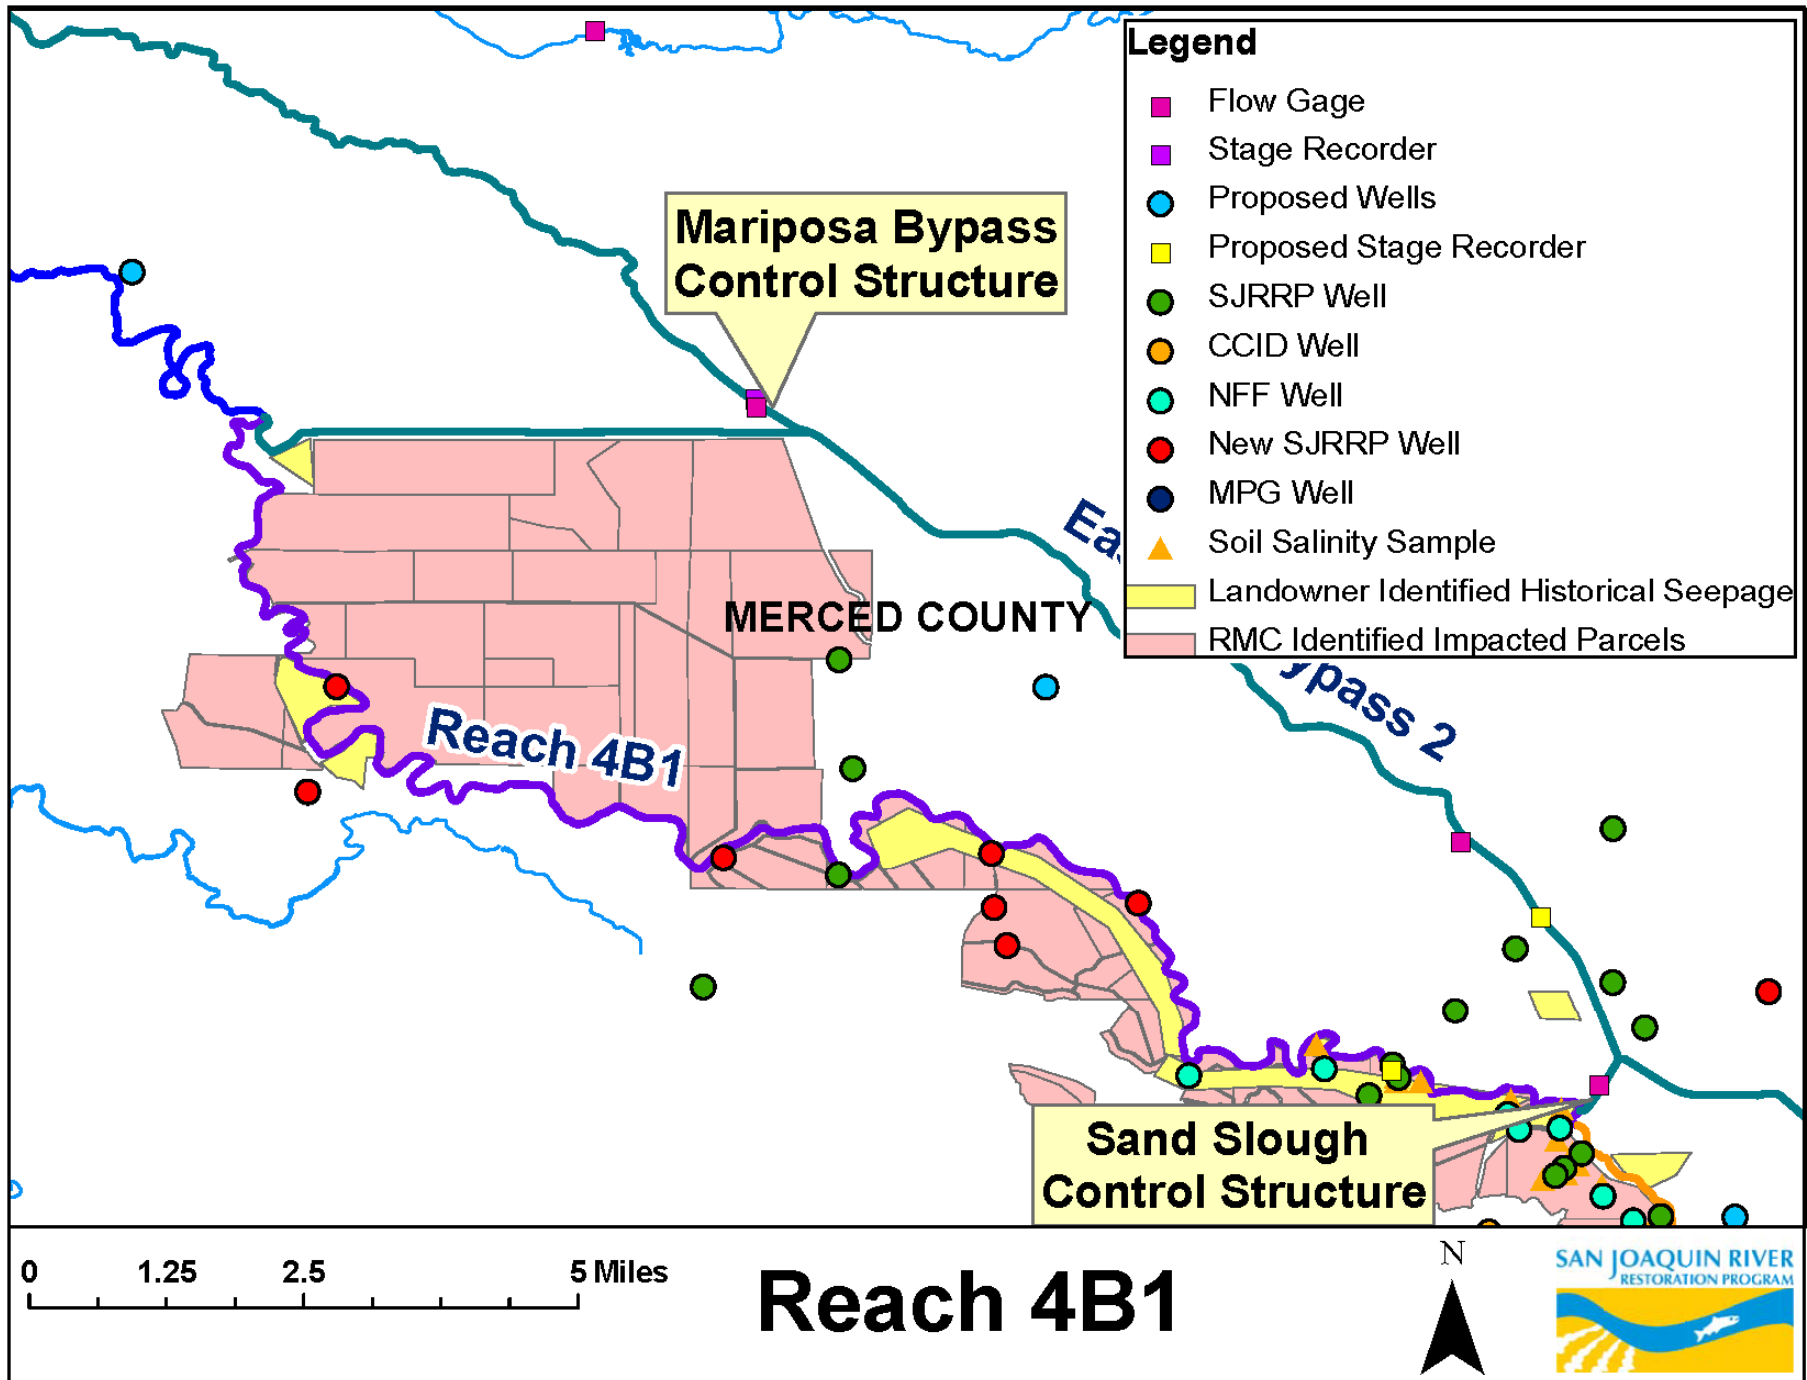 Legend
Flow Gage
Stage Recorder
Proposed Wells
Proposed Stage Recorder
SJRRP Well
CCID Well
NFF Well
New SJRRP Well
MPG Well
Soil Salinity Sample
Landowner Identified Historical Seepage
RMC Identified Impacted Parcels
Mariposa Bypass
Control Structure
Ea
ypass 2
MERCED COUNTY
Reach 4B1
Sand Slough
Control Structure
0 1.25 2.5 5 Miles
Reach 4B1
N
SAN JOAQUIN RIVER
RESTORATION PROGRAM